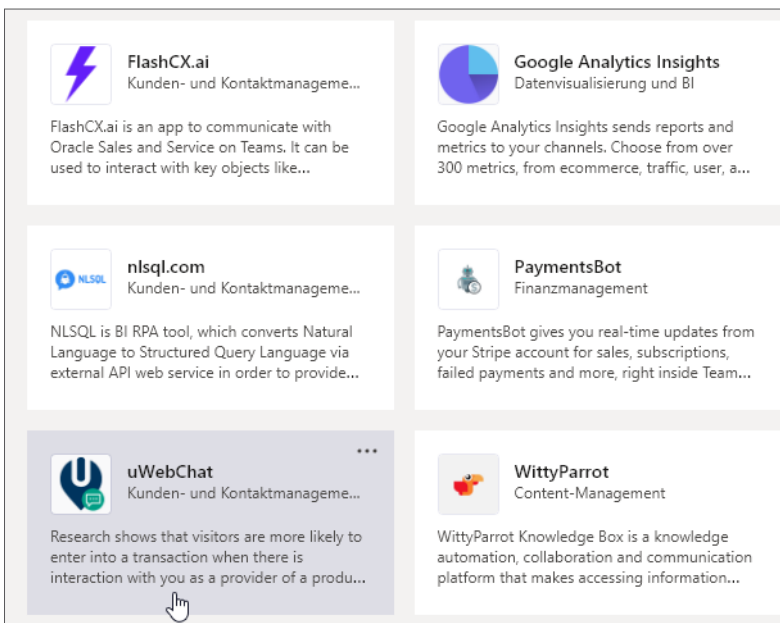 FlashCX.ai
Kunden- und Kontaktmanageme...
FlashCX.ai is an app to communicate with
Oracle Sales and Service on Teams. It can be
used to interact with key objects like...
Google Analytics Insights
Datenvisualisierung und BI
Google Analytics Insights sends reports and
metrics to your channels. Choose from over
300 metrics, from ecommerce, traffic, user, a...
NLSQL
nlsql.com
Kunden- und Kontaktmanageme...
NLSQL is BI RPA tool, which converts Natural
Language to Structured Query Language via
external API web service in order to provide...
PaymentsBot
Finanzmanagement
PaymentsBot gives you real-time updates from
your Stripe account for sales, subscriptions,
failed payments and more, right inside Team...
uWebChat
Kunden- und Kontaktmanageme...
Research shows that visitors are more likely to
enter into a transaction when there is
interaction with you as a provider of a produ...
WittyParrot
Content-Management
WittyParrot Knowledge Box is a knowledge
automation, collaboration and communication
platform that makes accessing information...